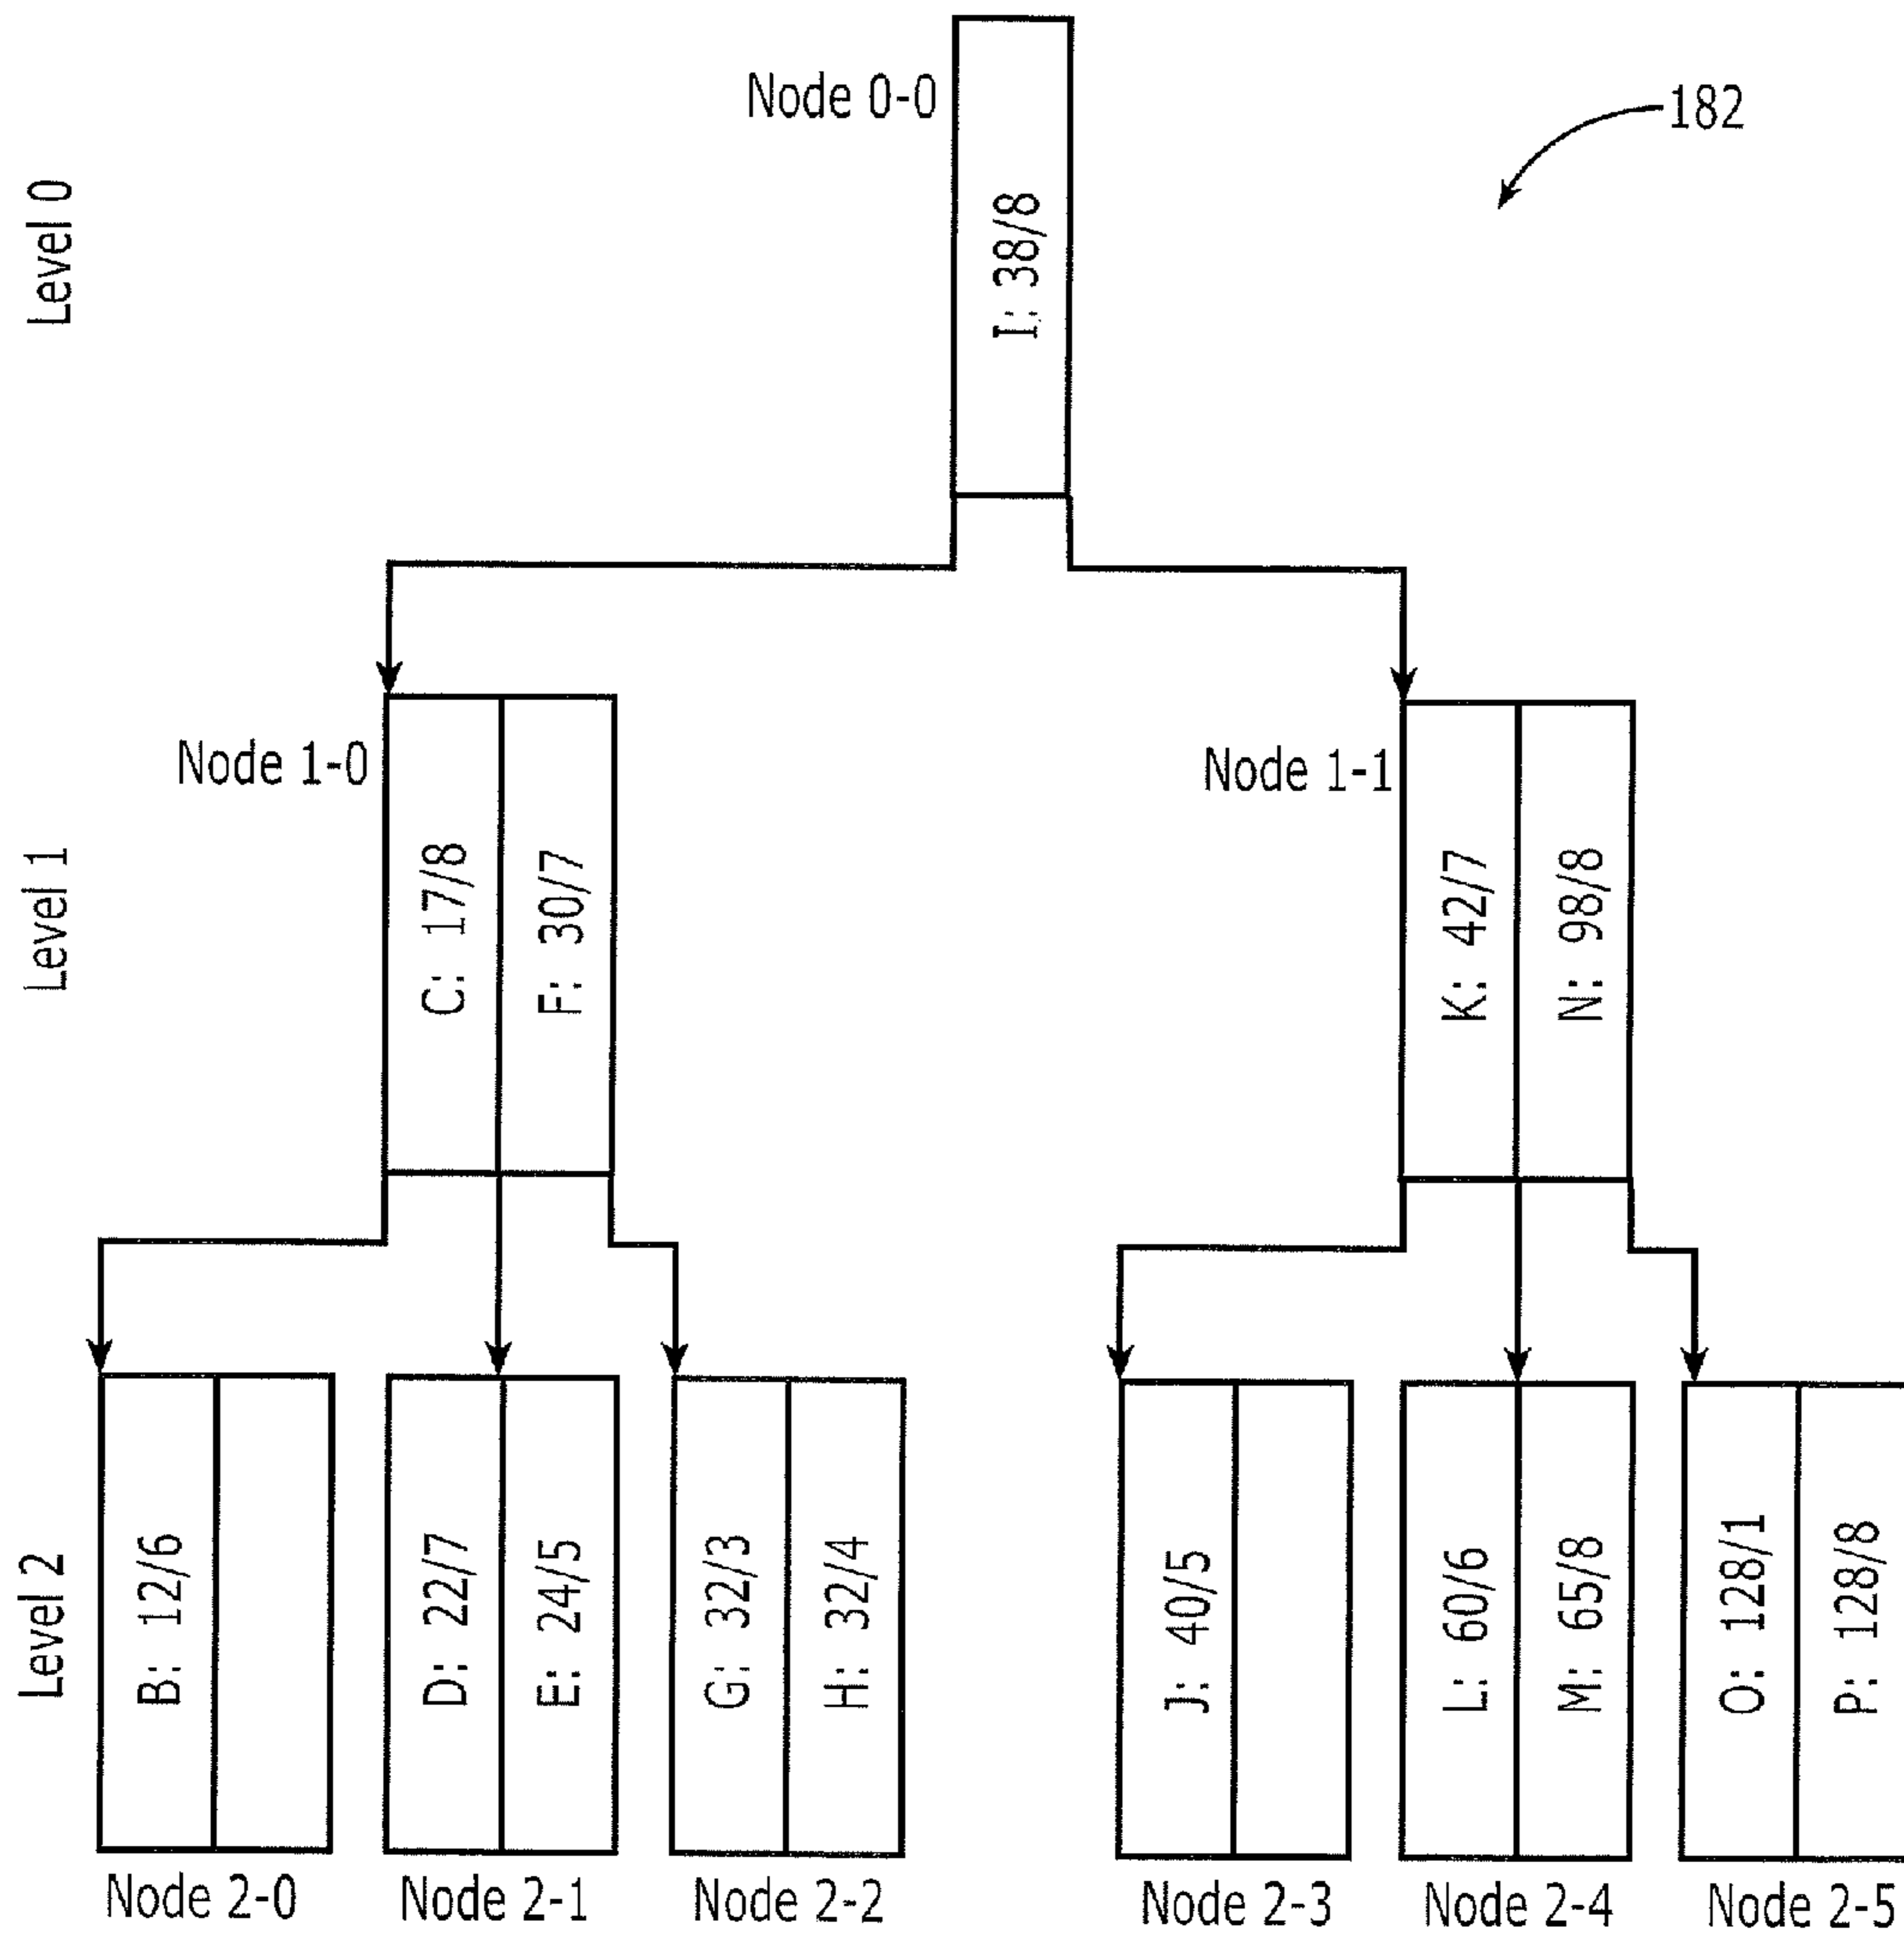 Level 0
Node 0-0
I: 38/8
182
Level 1
Node 1-0
C: 17/8
F: 30/7
Node 1-1
K: 42/7
N: 98/8
Level 2
B: 12/6
D: 22/7
E: 24/5
G: 32/3
H: 32/4
J: 40/5
L: 60/6
M: 65/8
O: 128/1
P: 128/8
Node 2-0
Node 2-1
Node 2-2
Node 2-3
Node 2-4
Node 2-5